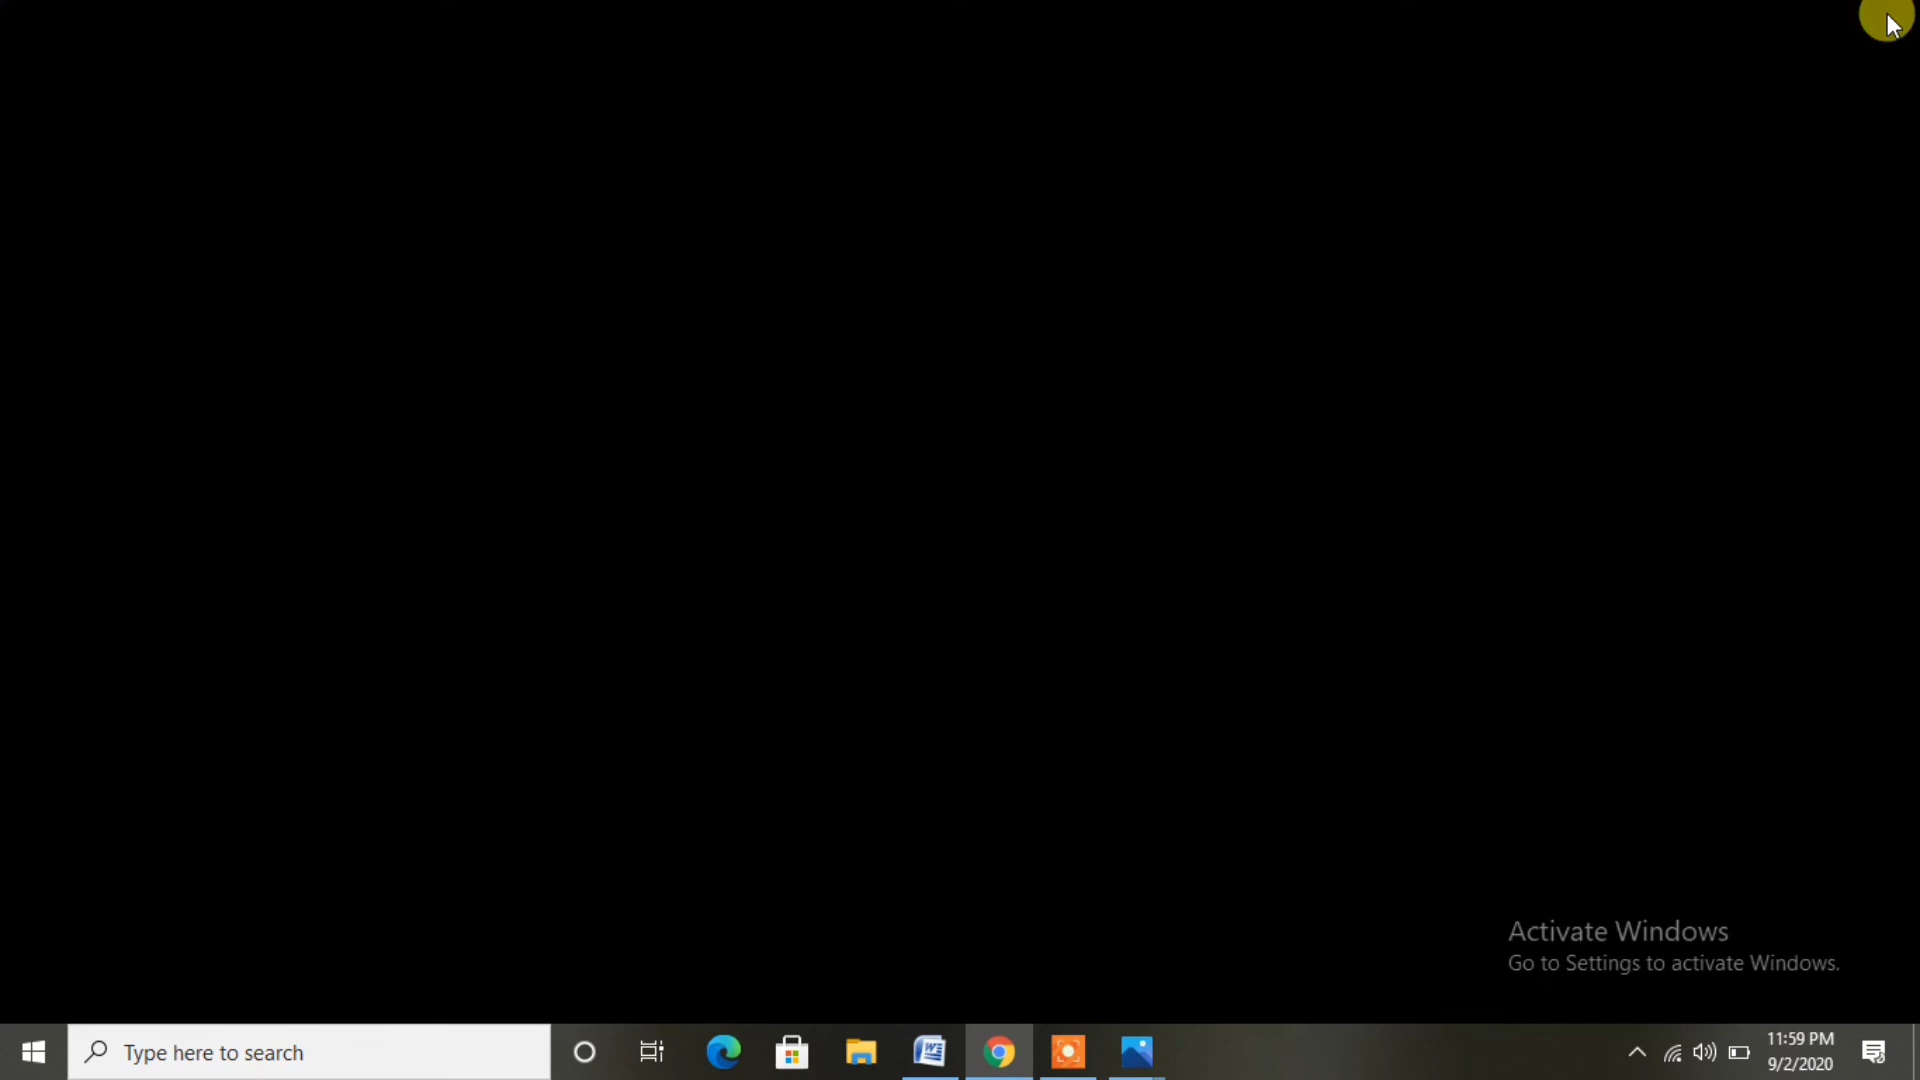 Activate Windows
Go to Settings to activate Windows.
Type here to search
11:59 PM
9/2/2020